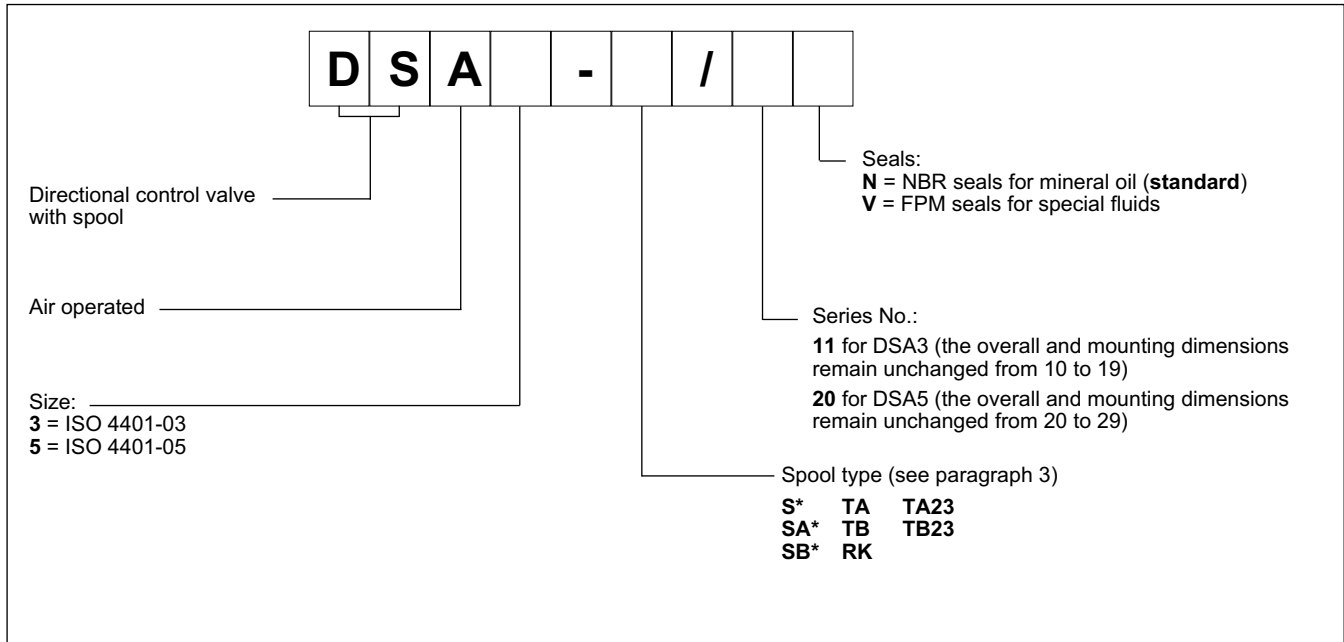 D S A - /
Seals:
N = NBR seals for mineral oil (standard)
V = FPM seals for special fluids
Directional control valve
with spool
Air operated
Series No.:
11 for DSA3 (the overall and mounting dimensions
remain unchanged from 10 to 19)
20 for DSA5 (the overall and mounting dimensions
remain unchanged from 20 to 29)
Size:
3 = ISO 4401-03
5 = ISO 4401-05
Spool type (see paragraph 3)
S* TA TA23
SA* TB TB23
SB* RK